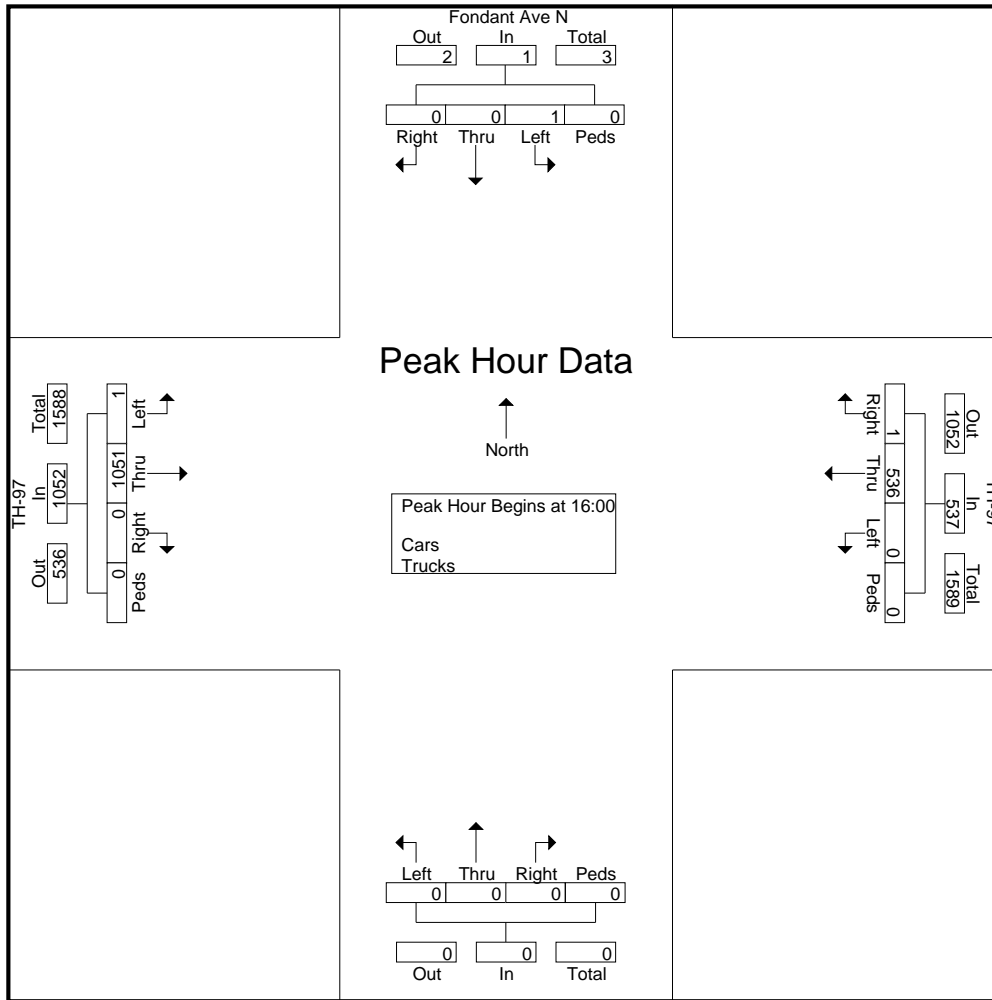 Fondant Ave N
Out In Total
2 1 3
0 0 1 0
Right Thru Left Peds
Peak Hour Data
North
Peak Hour Begins at 16:00
Cars
Trucks
TH-97
Total In Out
1588 1052 536
1 1051 0 0
Left Thru Right Peds
Out In Total
1052 537 1589
1 536 0 0
Right Thru Left Peds
Left Thru Right Peds
0 0 0 0
0 0 0
Out In Total